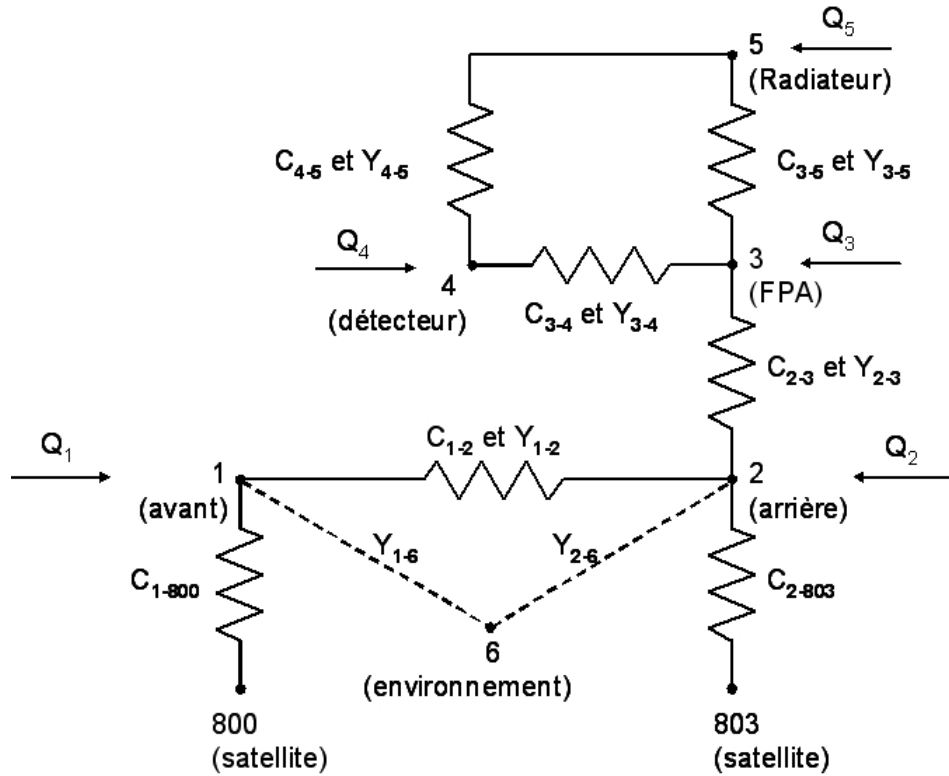 Q5
5
(Radiateur)
C4-5 et Y4-5
C3-5 et Y3-5
Q4
Q3
4
3
(détecteur)
(FPA)
C3-4 et Y3-4
C2-3 et Y2-3
Q1
C1-2 et Y1-2
Q2
1
2
(avant)
(arrière)
Y1-6
Y2-6
C1-800
C2-803
6
(environnement)
800
803
(satellite)
(satellite)